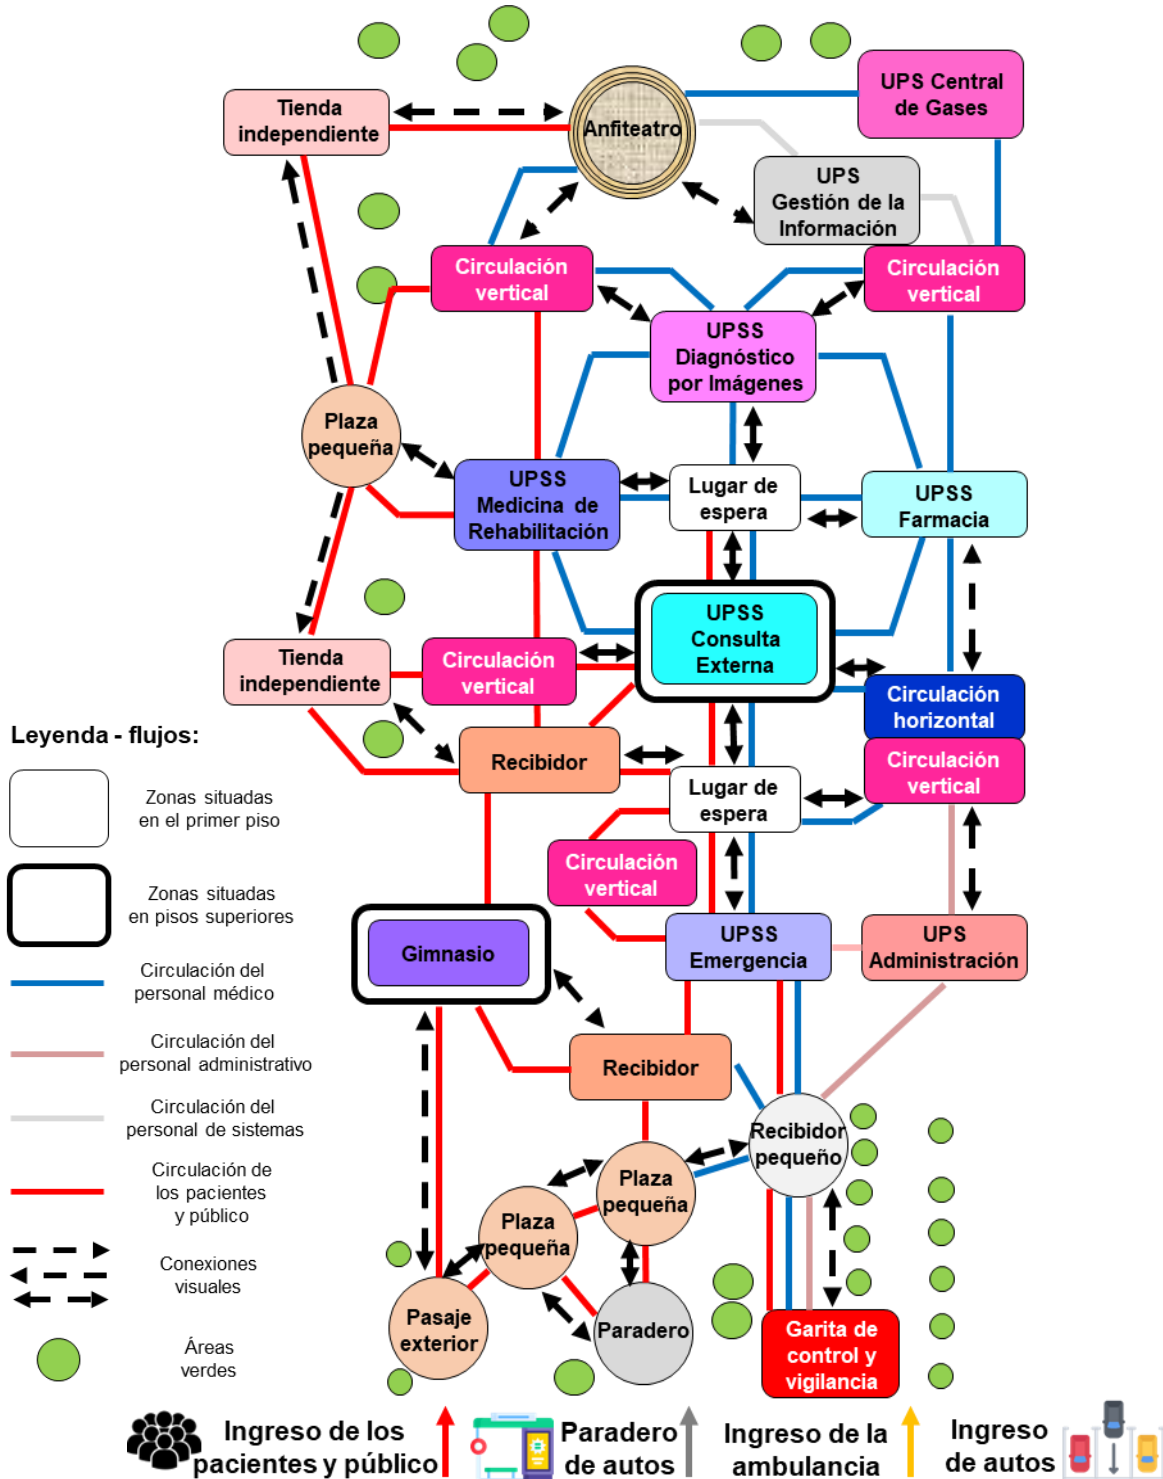 Tienda
independiente
Anfiteatro
UPS Central
de Gases
UPS
Gestión de la
Información
Circulación
vertical
Circulación
vertical
UPSS
Diagnóstico
por Imágenes
Plaza
pequeña
UPSS
Medicina de
Rehabilitación
Lugar de
espera
UPSS
Farmacia
UPSS
Consulta
Externa
Tienda
independiente
Circulación
vertical
Circulación
horizontal
Recibidor
Circulación
vertical
Lugar de
espera
Circulación
vertical
Gimnasio
UPSS
Emergencia
UPS
Administración
Recibidor
Recibidor
pequeño
Plaza
pequeña
Plaza
pequeña
Pasaje
exterior
Paradero
Garita de
control y
vigilancia
Leyenda - flujos:
Zonas situadas
en el primer piso
Zonas situadas
en pisos superiores
Circulación del
personal médico
Circulación del
personal administrativo
Circulación del
personal de sistemas
Circulación de
los pacientes
y público
Conexiones
visuales
Áreas
verdes
Ingreso de los
pacientes y público
Paradero
de autos
Ingreso de la
ambulancia
Ingreso
de autos